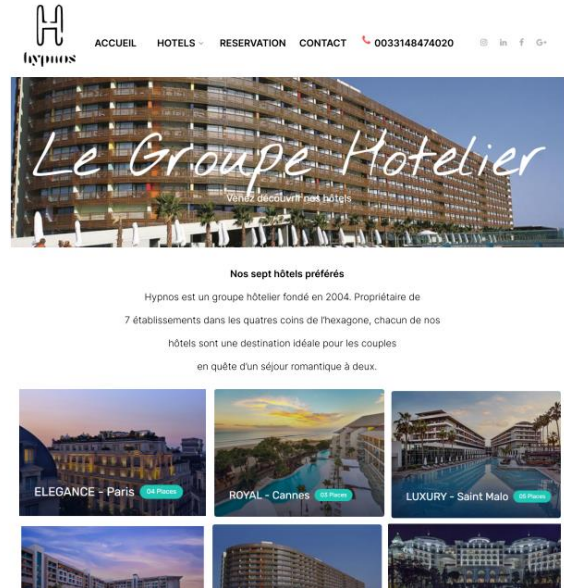 hypnos
ACCUEIL HOTELS RESERVATION CONTACT 0033148474020
in f G+
Le Groupe Hotelier
Venez découvrir nos hôtels
Nos sept hôtels préférés
Hypnos est un groupe hôtelier fondé en 2004. Propriétaire de
7 établissements dans les quatres coins de l'hexagone, chacun de nos
hôtels sont une destination idéale pour les couples
en quête d'un séjour romantique à deux.
ELEGANCE - Paris 04 Places
ROYAL - Cannes 03 Places
LUXURY - Saint Malo 05 Places